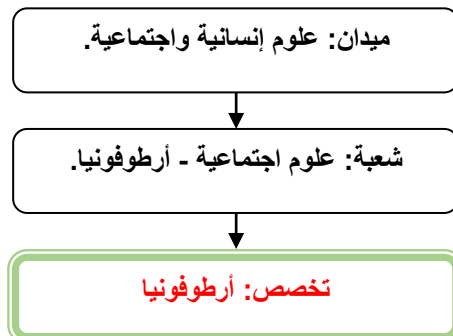 ميدان: علوم إنسانية واجتماعية.
شعبة: علوم اجتماعية - أرطوفونيا.
تخصص: أرطوفونيا